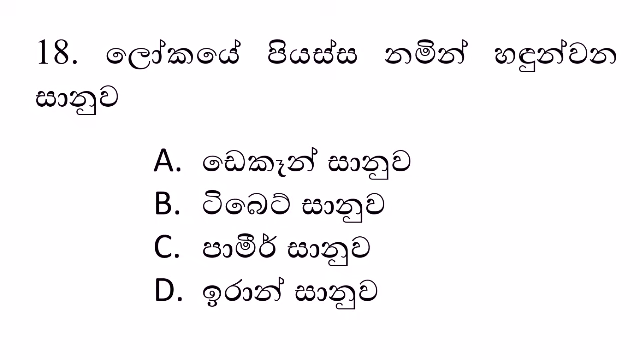 18. ලෝකයේ පියස්ස නමින් හඳුන්වන
සානුව
A. ඩෙකෑන් සානුව
B. ටිබෙට් සානුව
C. පාමීර් සානුව
D. ඉරාන් සානුව